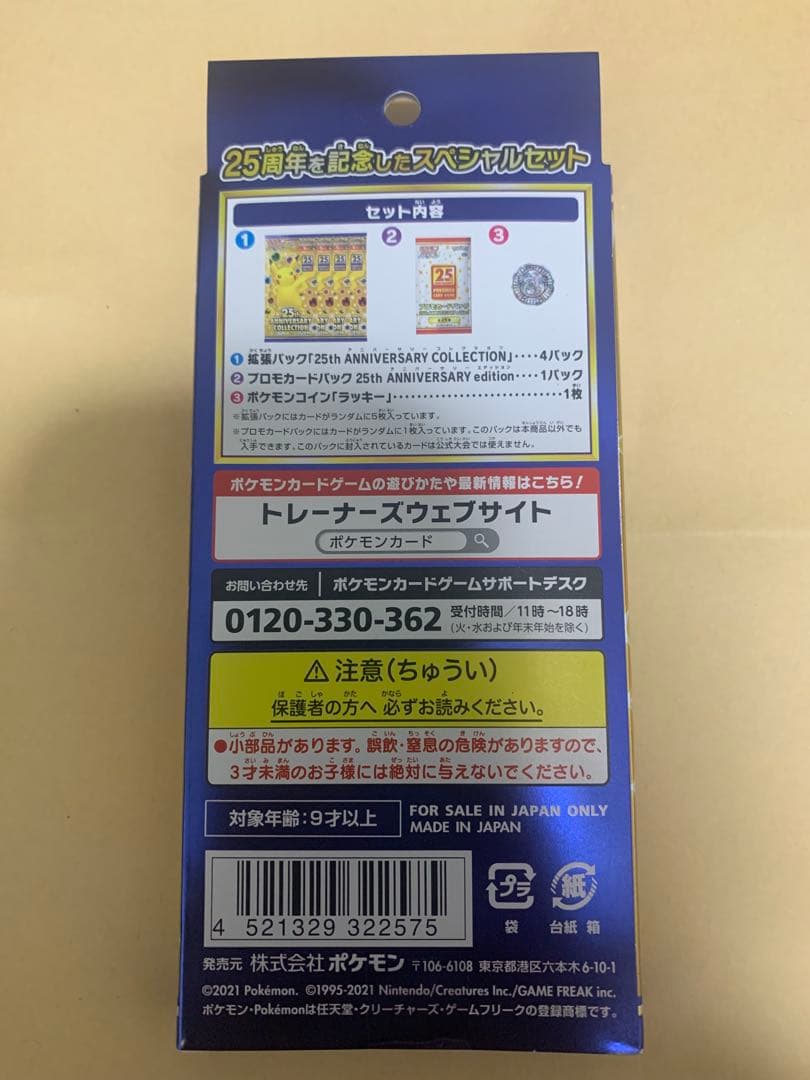 25周年を記念したスペシャルセット
セット内容
1 2 3
25th ANNIVERSARY COLLECTION
25
1 拡張パック「25th ANNIVERSARY COLLECTION」････4パック
2 プロモカードパック 25th ANNIVERSARY edition････1パック
3 ポケモンコイン「ラッキー」････････････････････････････1枚
※拡張パックにはカードがランダムに5枚入っています。
※プロモカードパックにはカードがランダムに1枚入っています。このパックは本商品以外でも
入手できます。このパックに封入されているカードは公式大会では使えません。
ポケモンカードゲームの遊びかたや最新情報はこちら！
トレーナーズウェブサイト
ポケモンカード
お問い合わせ先 ポケモンカードゲームサポートデスク
0120-330-362 受付時間／11時～18時
(火・水および年末年始を除く)
⚠注意(ちゅうい)
保護者の方へ 必ずお読みください。
●小部品があります。誤飲・窒息の危険がありますので、
3才未満のお子様には絶対に与えないでください。
対象年齢：9才以上
FOR SALE IN JAPAN ONLY
MADE IN JAPAN
4 521329 322575
プラ 紙
袋 台紙 箱
発売元 株式会社ポケモン 〒106-6108 東京都港区六本木6-10-1
©2021 Pokémon. ©1995-2021 Nintendo/Creatures Inc./GAME FREAK inc.
ポケモン・Pokémonは任天堂・クリーチャーズ・ゲームフリークの登録商標です。